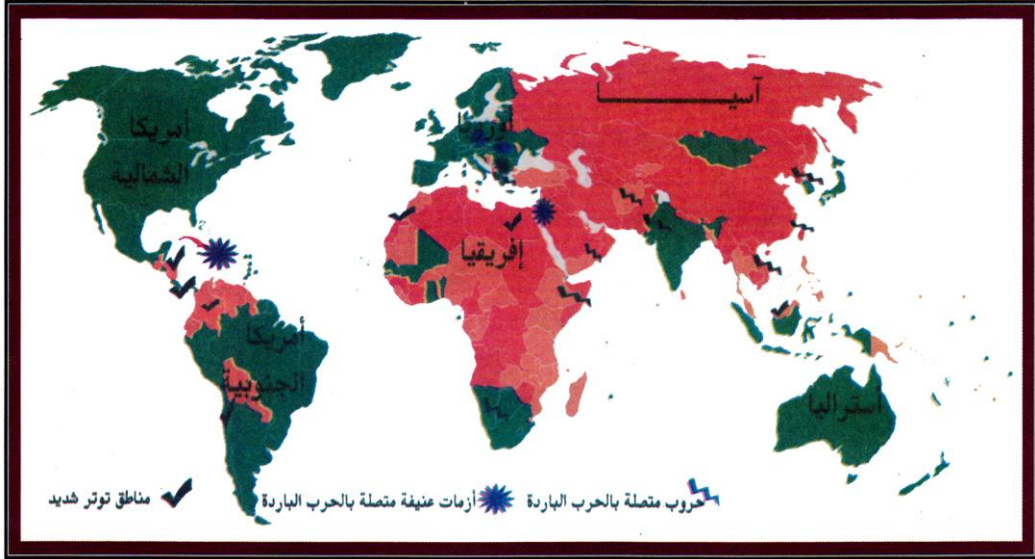 آسيـــــــــا
أوروبا
أمريكا
الشمالية
إفريقيا
أمريكا
الجنوبية
أستراليا
حروب متصلة بالحرب الباردة
أزمات عنيفة متصلة بالحرب الباردة
مناطق توتر شديد